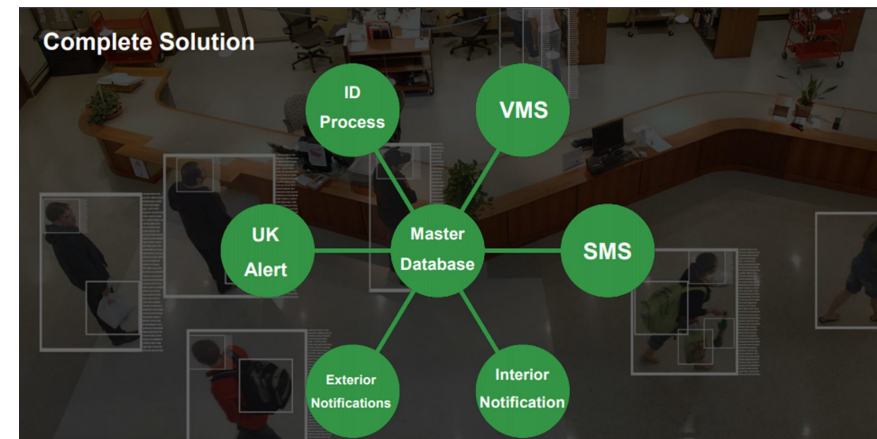 Complete Solution
ID
Process
VMS
UK
Alert
Master
Database
SMS
Exterior
Notifications
Interior
Notification